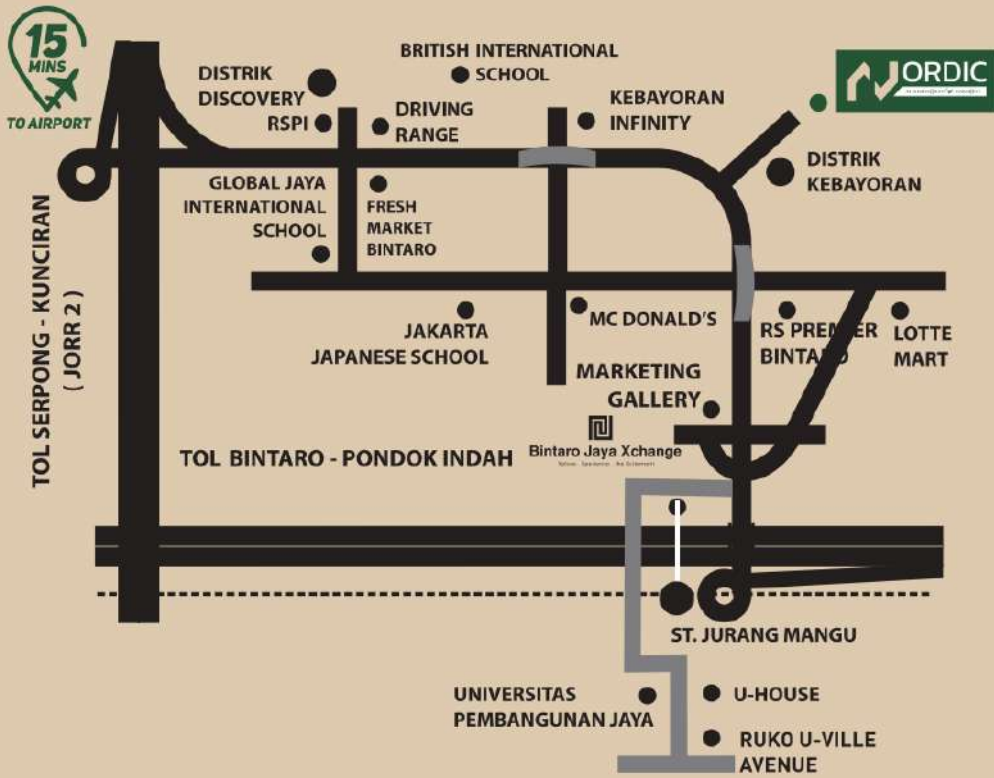 15
MINS
TO AIRPORT
DISTRIK
DISCOVERY
RSPI
BRITISH INTERNATIONAL
SCHOOL
DRIVING
RANGE
KEBAYORAN
INFINITY
NORDIC
DISTRIK
KEBAYORAN
GLOBAL JAYA
INTERNATIONAL
SCHOOL
FRESH
MARKET
BINTARO
TOL SERPONG - KUNCIRAN
( JORR 2 )
JAKARTA
JAPANESE SCHOOL
MC DONALD'S
RS PREMIER
BINTARO
LOTTE
MART
MARKETING
GALLERY
Bintaro Jaya Xchange
TOL BINTARO - PONDOK INDAH
ST. JURANG MANGU
UNIVERSITAS
PEMBANGUNAN JAYA
U-HOUSE
RUKO U-VILLE
AVENUE